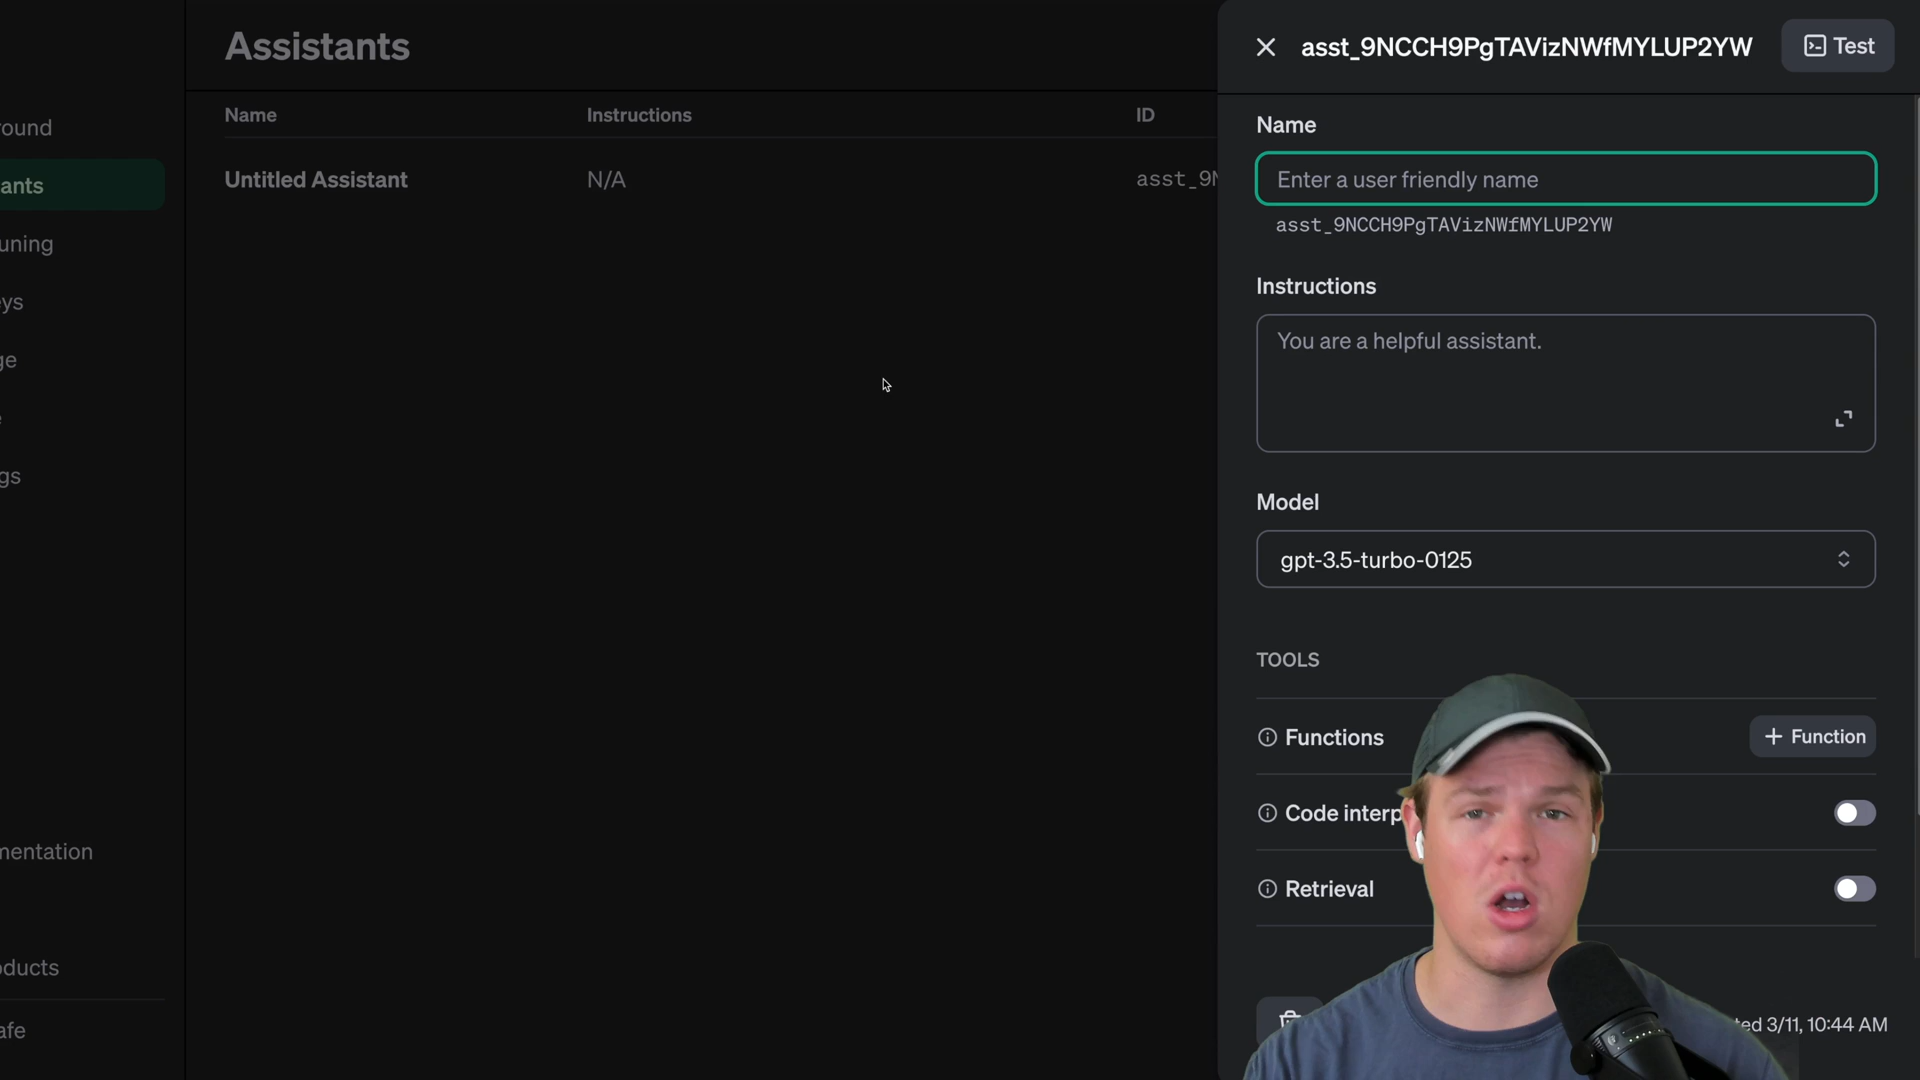 Assistants
asst_9NCCH9PgTAVizNWfMYLUP2YW
Test
Name
Instructions
ID
Untitled Assistant
N/A
asst_9N
round
ants
uning
ys
ge
e
gs
mentation
oducts
afe
Name
Enter a user friendly name
asst_9NCCH9PgTAVizNWfMYLUP2YW
Instructions
You are a helpful assistant.
Model
gpt-3.5-turbo-0125
TOOLS
Functions
+ Function
Code interp
Retrieval
ted 3/11, 10:44 AM